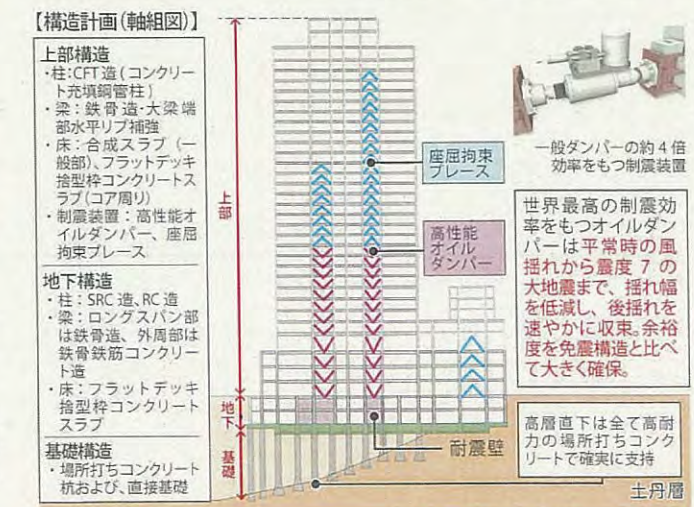 【構造計画(軸組図)】
上部構造
・柱:CFT造(コンクリー
ト充填鋼管柱)
・梁:鉄骨造・大梁端
部水平リブ補強
・床:合成スラブ(一
般部)、フラットデッキ
捨型枠コンクリートス
ラブ(コア周り)
・制震装置:高性能オ
イルダンパー、座屈
拘束ブレース
地下構造
・柱:SRC造、RC造
・梁:ロングスパン部
は鉄骨造、外周部は
鉄骨鉄筋コンクリー
ト造
・床:フラットデッキ
捨型枠コンクリート
スラブ
基礎構造
・場所打ちコンクリート
杭および、直接基礎
上部
地下
基礎
座屈拘束
ブレース
高性能
オイル
ダンパー
耐震壁
一般ダンパーの約4倍
効率をもつ制震装置
世界最高の制震効
率をもつオイルダン
パーは平常時の風
揺れから震度7の
大地震まで、揺れ幅
を低減し、後揺れを
速やかに収束。余裕
度を免震構造と比べ
て大きく確保。
高層直下は全て高耐
力の場所打ちコンク
リートで確実に支持
土丹層